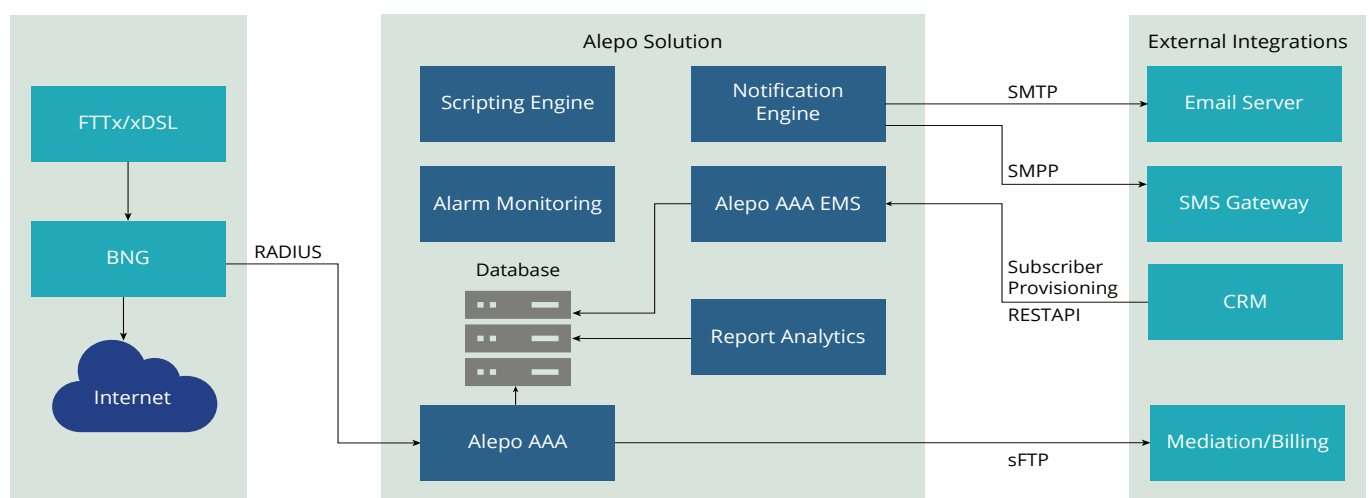 FTTx/xDSL
BNG
Internet
RADIUS
Alepo Solution
Scripting Engine
Notification
Engine
Alarm Monitoring
Alepo AAA EMS
Database
Report Analytics
Alepo AAA
SMTP
SMPP
Subscriber
Provisioning
RESTAPI
sFTP
External Integrations
Email Server
SMS Gateway
CRM
Mediation/Billing